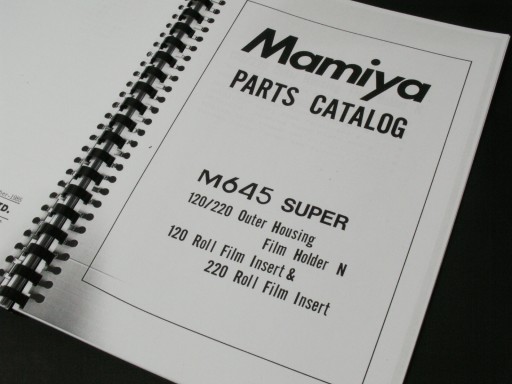 Mamiya
PARTS CATALOG
M645 SUPER
120/220 Outer Housing
Film Holder N
120 Roll Film Insert &
220 Roll Film Insert
TD.